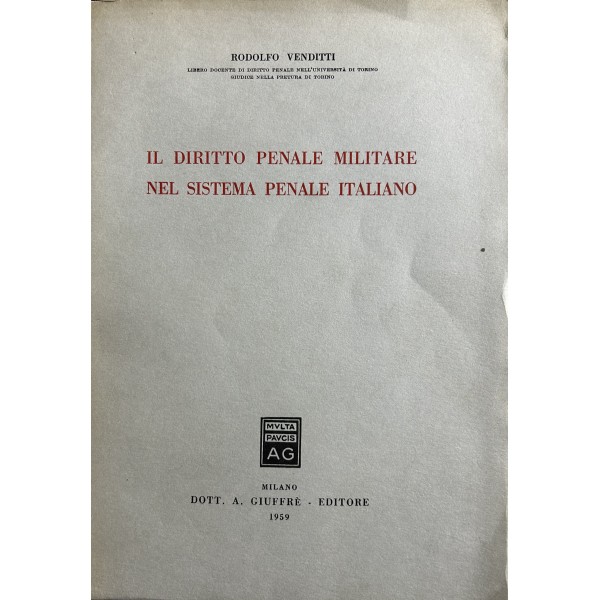 RODOLFO VENDITTI
LIBERO DOCENTE DI DIRITTO PENALE NELL'UNIVERSITÀ DI TORINO
GIUDICE NELLA PRETURA DI TORINO
IL DIRITTO PENALE MILITARE
NEL SISTEMA PENALE ITALIANO
MVLTA
PAVCIS
AG
MILANO
DOTT. A. GIUFFRÈ - EDITORE
1959